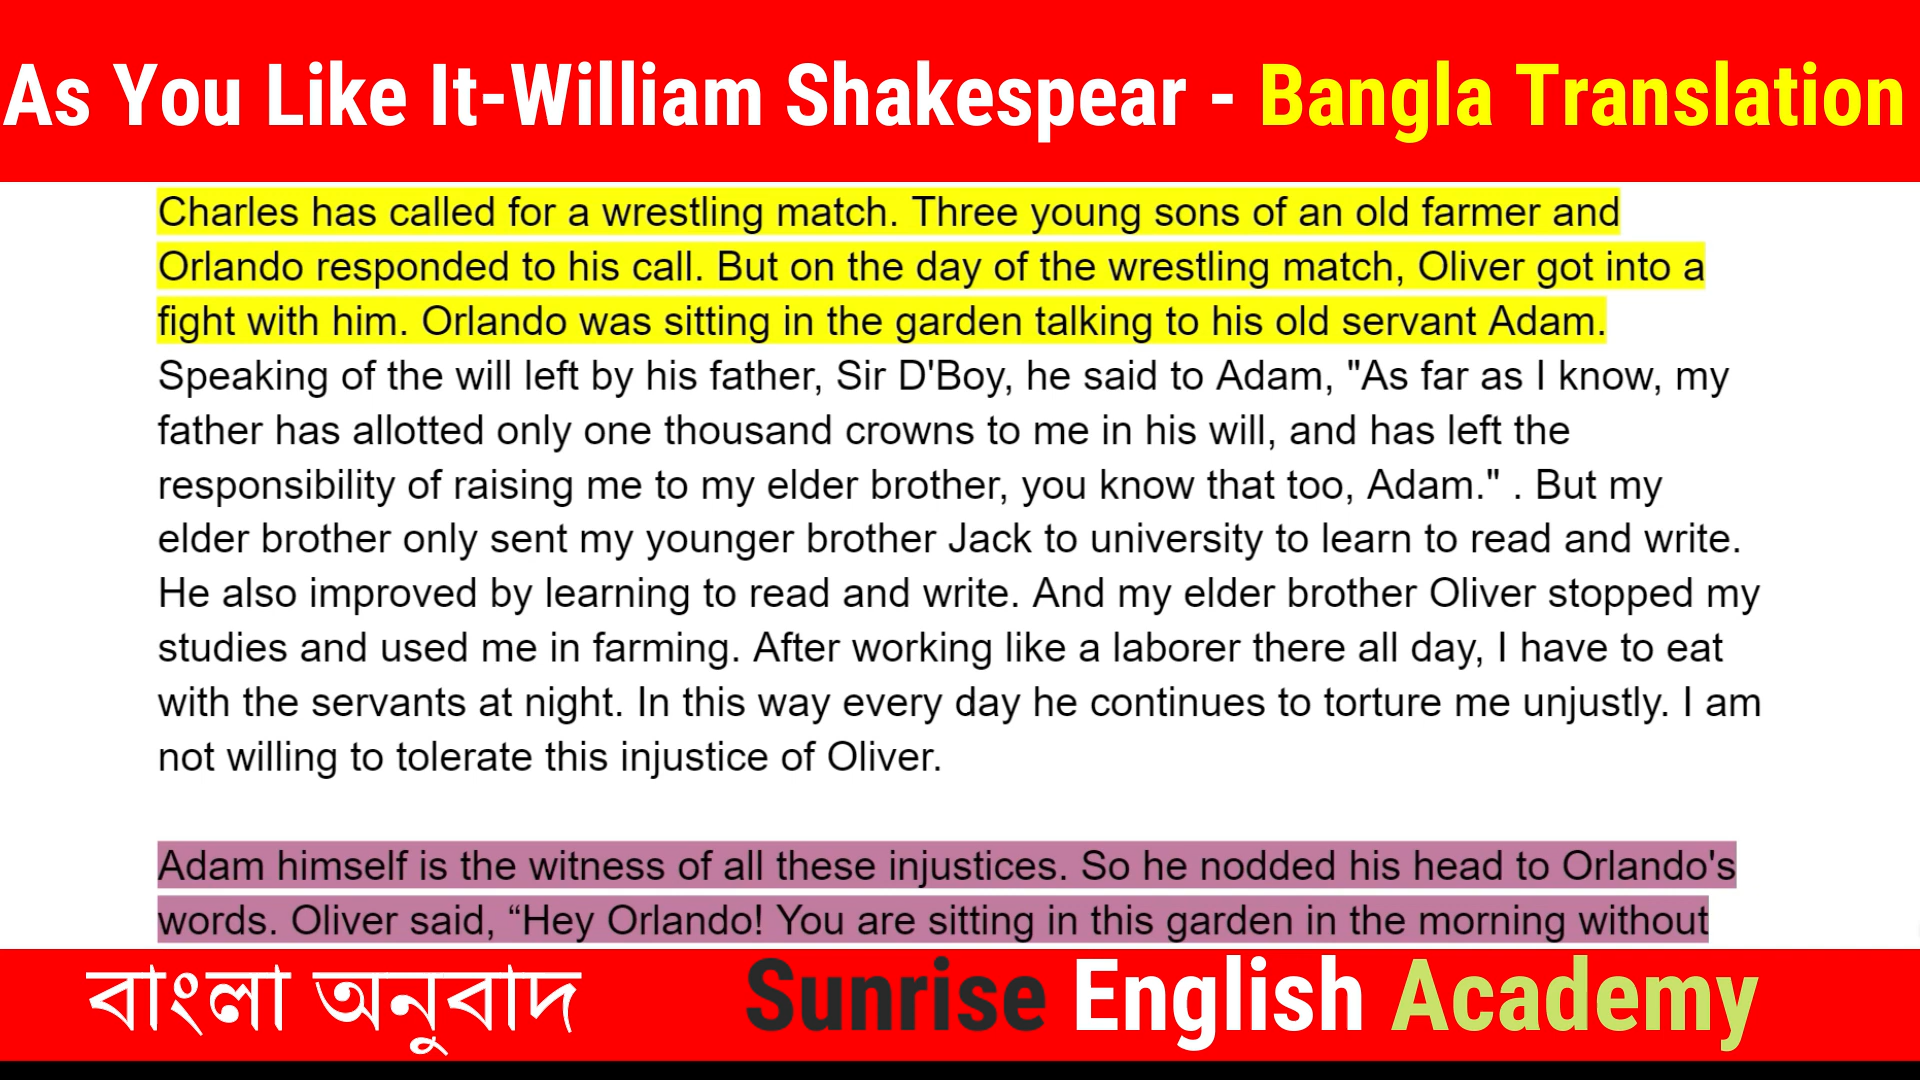 As You Like It-William Shakespear - Bangla Translation
Charles has called for a wrestling match. Three young sons of an old farmer and
Orlando responded to his call. But on the day of the wrestling match, Oliver got into a
fight with him. Orlando was sitting in the garden talking to his old servant Adam.
Speaking of the will left by his father, Sir D'Boy, he said to Adam, "As far as I know, my
father has allotted only one thousand crowns to me in his will, and has left the
responsibility of raising me to my elder brother, you know that too, Adam." . But my
elder brother only sent my younger brother Jack to university to learn to read and write.
He also improved by learning to read and write. And my elder brother Oliver stopped my
studies and used me in farming. After working like a laborer there all day, I have to eat
with the servants at night. In this way every day he continues to torture me unjustly. I am
not willing to tolerate this injustice of Oliver.
Adam himself is the witness of all these injustices. So he nodded his head to Orlando's
words. Oliver said, “Hey Orlando! You are sitting in this garden in the morning without
বাংলা অনুবাদ Sunrise English Academy